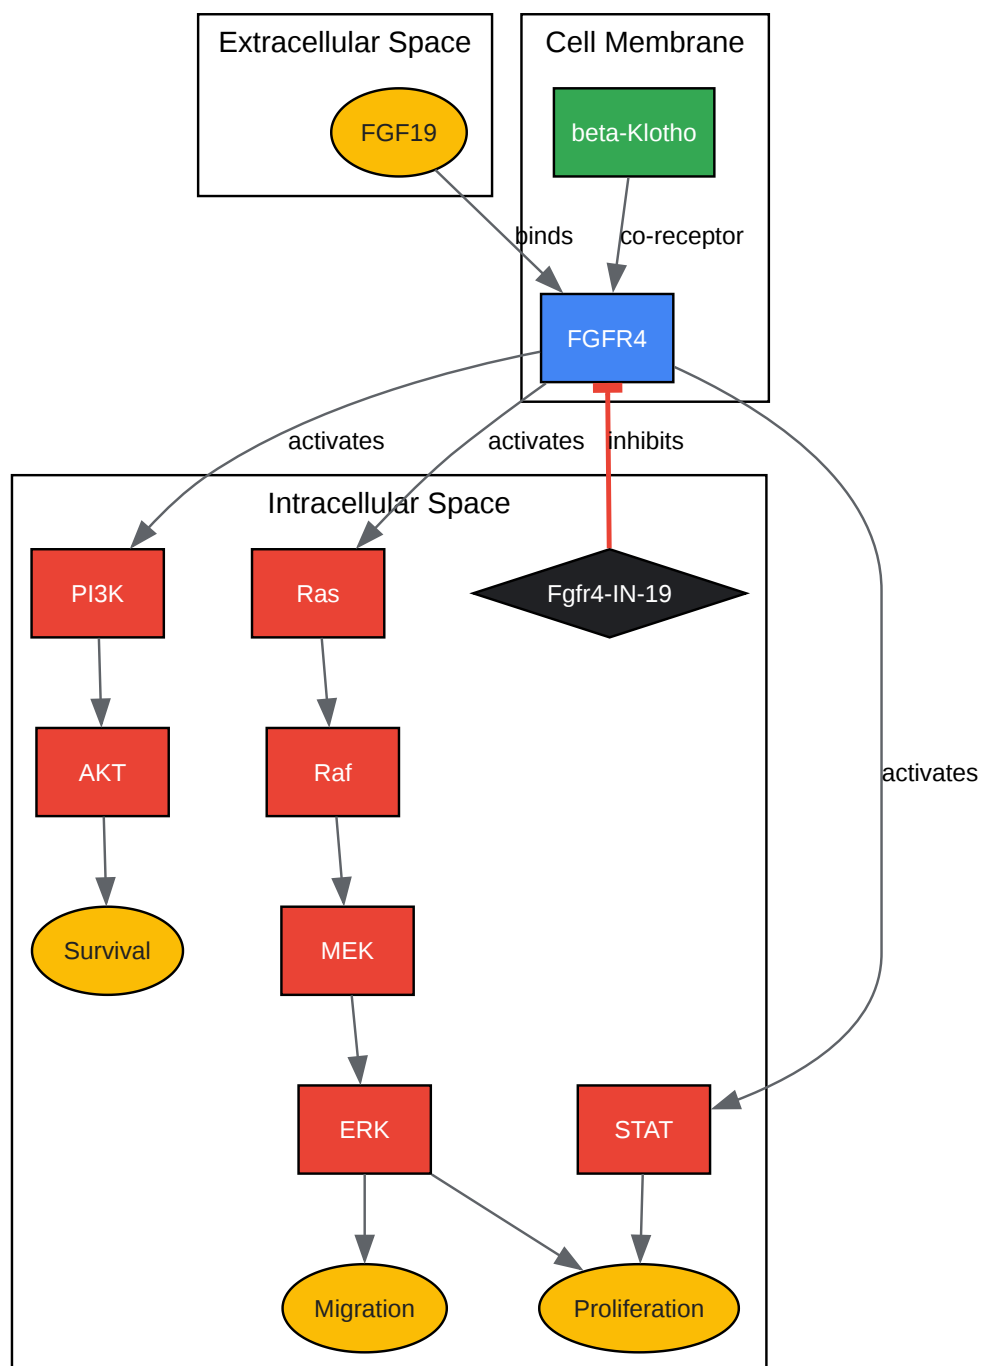 Extracellular Space
Cell Membrane
FGF19
beta-Klotho
binds
co-receptor
FGFR4
activates
activates
inhibits
Intracellular Space
PI3K
Ras
Fgfr4-IN-19
AKT
Raf
activates
Survival
MEK
ERK
STAT
Migration
Proliferation